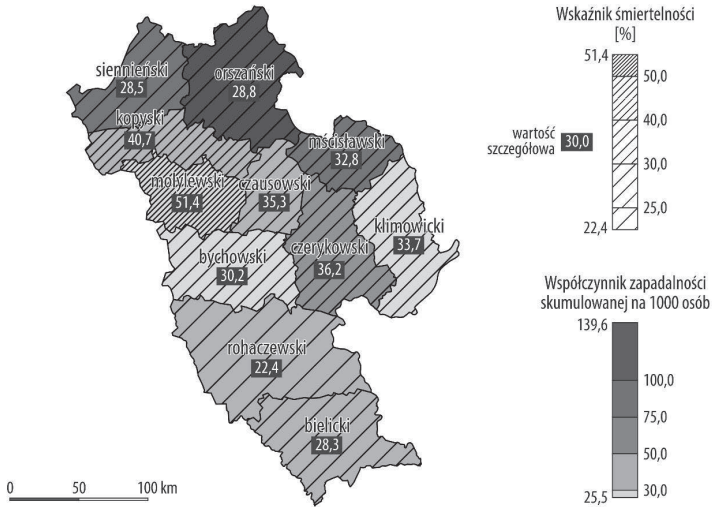 siennieński
28,5
orszański
28,8
kopyski
40,7
mścisławski
32,8
mohylewski
51,4
czausowski
35,3
klimowicki
33,7
bychowski
30,2
czerykowski
36,2
rohaczewski
22,4
bielicki
28,3
0 50 100 km
Wskaźnik śmiertelności
[%]
51,4
50,0
40,0
wartość
szczegółowa
30,0
30,0
25,0
22,4
Współczynnik zapadalności
skumulowanej na 1000 osób
139,6
100,0
75,0
50,0
30,0
25,5